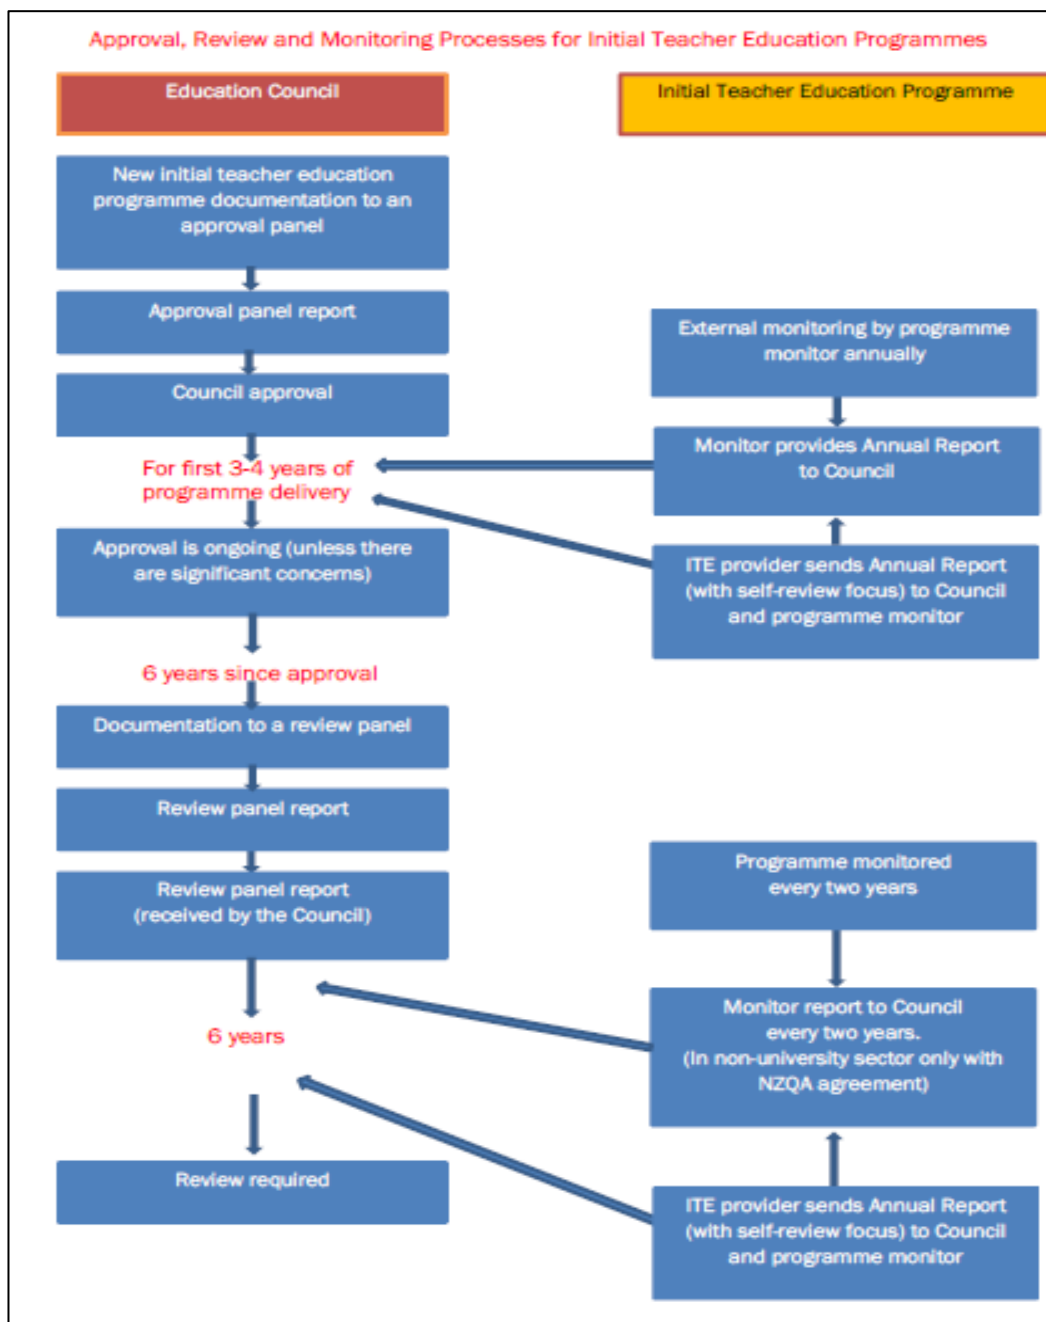 Approval, Review and Monitoring Processes for Initial Teacher Education Programmes
Education Council
Initial Teacher Education Programme
New initial teacher education
programme documentation to an
approval panel
Approval panel report
Council approval
For first 3-4 years of
programme delivery
Approval is ongoing (unless there
are significant concerns)
6 years since approval
Documentation to a review panel
Review panel report
Review panel report
(received by the Council)
6 years
Review required
External monitoring by programme
monitor annually
Monitor provides Annual Report
to Council
ITE provider sends Annual Report
(with self-review focus) to Council
and programme monitor
Programme monitored
every two years
Monitor report to Council
every two years.
(In non-university sector only with
NZQA agreement)
ITE provider sends Annual Report
(with self-review focus) to Council
and programme monitor